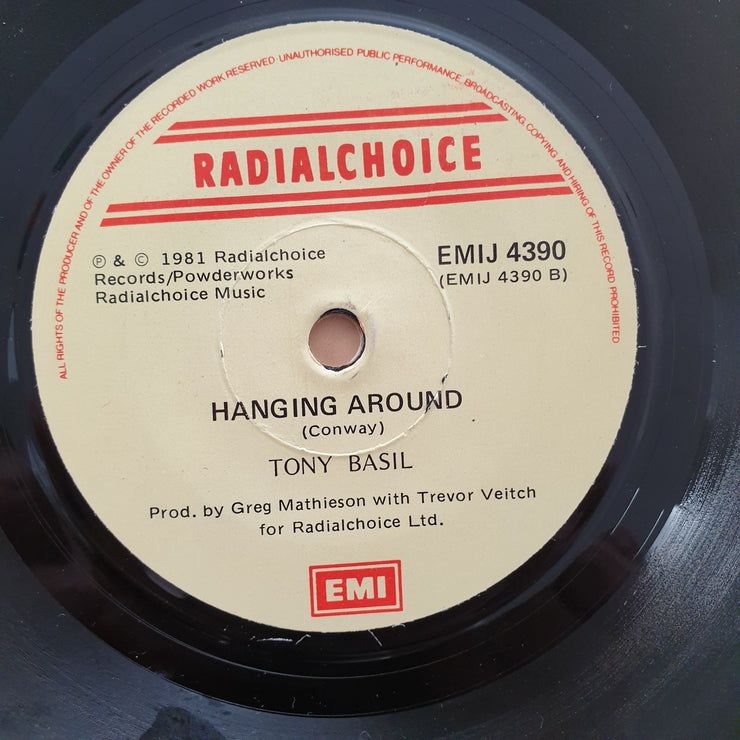 ALL RIGHTS OF THE PRODUCER AND OF THE OWNER OF THE RECORDED WORK RESERVED · UNAUTHORISED PUBLIC PERFORMANCE, BROADCASTING, COPYING AND HIRING OF THIS RECORD PROHIBITED
RADIALCHOICE
℗ & © 1981 Radialchoice
Records/Powderworks
Radialchoice Music
EMIJ 4390
(EMIJ 4390 B)
HANGING AROUND
(Conway)
TONY BASIL
Prod. by Greg Mathieson with Trevor Veitch
for Radialchoice Ltd.
EMI